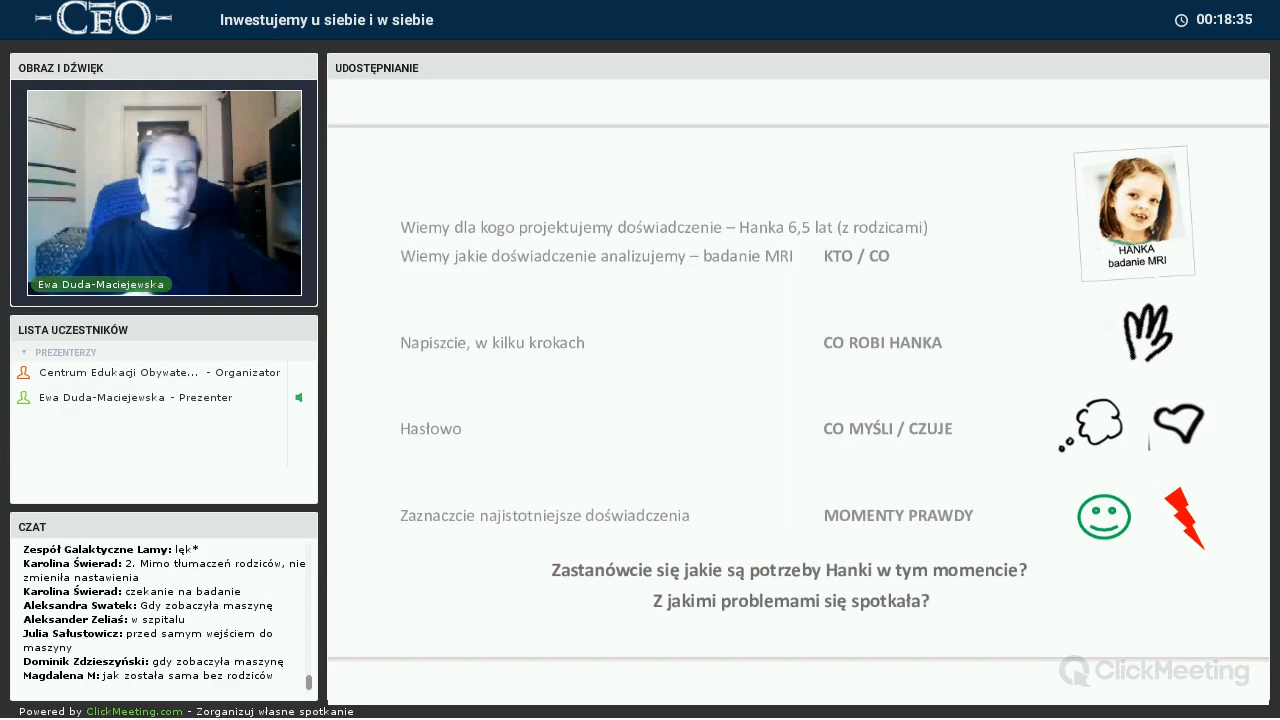 CEO
Inwestujemy u siebie i w siebie
00:18:35
OBRAZ I DŹWIĘK
Ewa Duda-Maciejewska
LISTA UCZESTNIKÓW
PREZENTERZY
Centrum Edukacji Obywate... - Organizator
Ewa Duda-Maciejewska - Prezenter
CZAT
Zespół Galaktyczne Lamy: lęk*
Karolina Świerad: 2. Mimo tłumaczeń rodziców, nie
zmieniła nastawienia
Karolina Świerad: czekanie na badanie
Aleksandra Swatek: Gdy zobaczyła maszynę
Aleksander Zeliaś: w szpitalu
Julia Sałustowicz: przed samym wejściem do
maszyny
Dominik Zdzieszyński: gdy zobaczyła maszynę
Magdalena M: jak została sama bez rodziców
UDOSTĘPNIANIE
Wiemy dla kogo projektujemy doświadczenie – Hanka 6,5 lat (z rodzicami)
Wiemy jakie doświadczenie analizujemy – badanie MRI KTO / CO
HANKA
badanie MRI
Napiszcie, w kilku krokach CO ROBI HANKA
Hasłowo CO MYŚLI / CZUJE
Zaznaczcie najistotniejsze doświadczenia MOMENTY PRAWDY
Zastanówcie się jakie są potrzeby Hanki w tym momencie?
Z jakimi problemami się spotkała?
ClickMeeting
Powered by ClickMeeting.com - Zorganizuj własne spotkanie